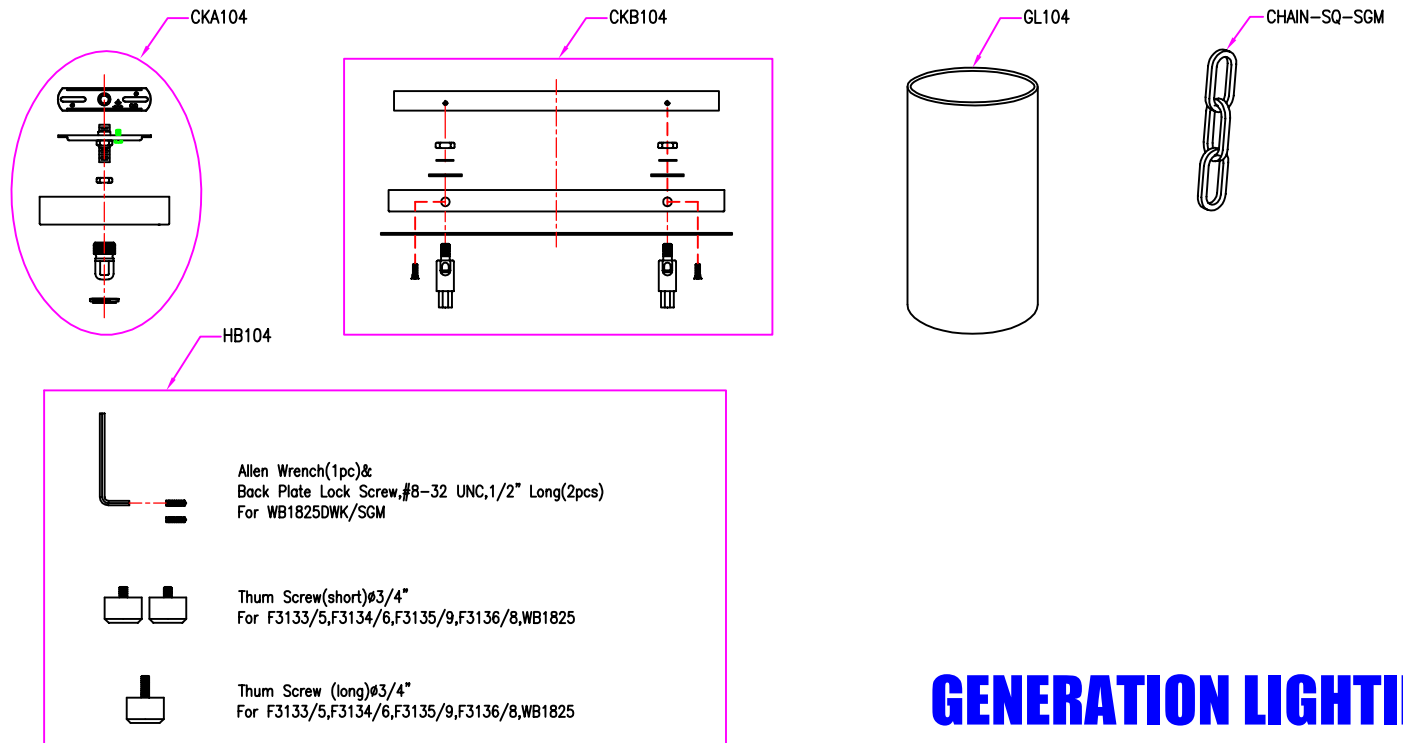 CKA104
CKB104
GL104
CHAIN-SQ-SGM
HB104
Allen Wrench(1pc)&
Back Plate Lock Screw,#8-32 UNC,1/2" Long(2pcs)
For WB1825DWK/SGM
Thum Screw(short)ø3/4"
For F3133/5,F3134/6,F3135/9,F3136/8,WB1825
Thum Screw (long)ø3/4"
For F3133/5,F3134/6,F3135/9,F3136/8,WB1825
GENERATION